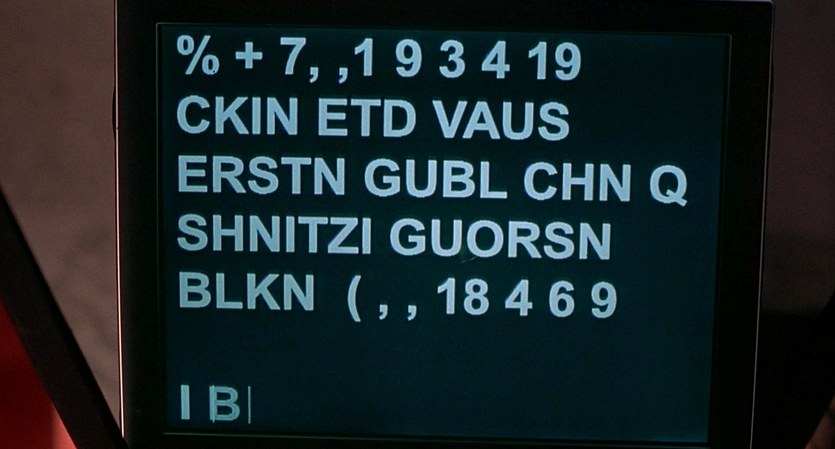 % + 7, ,1 9 3 4 19
CKIN ETD VAUS
ERSTN GUBL CHN Q
SHNITZI GUORSN
BLKN ( , , 18 4 6 9
I B